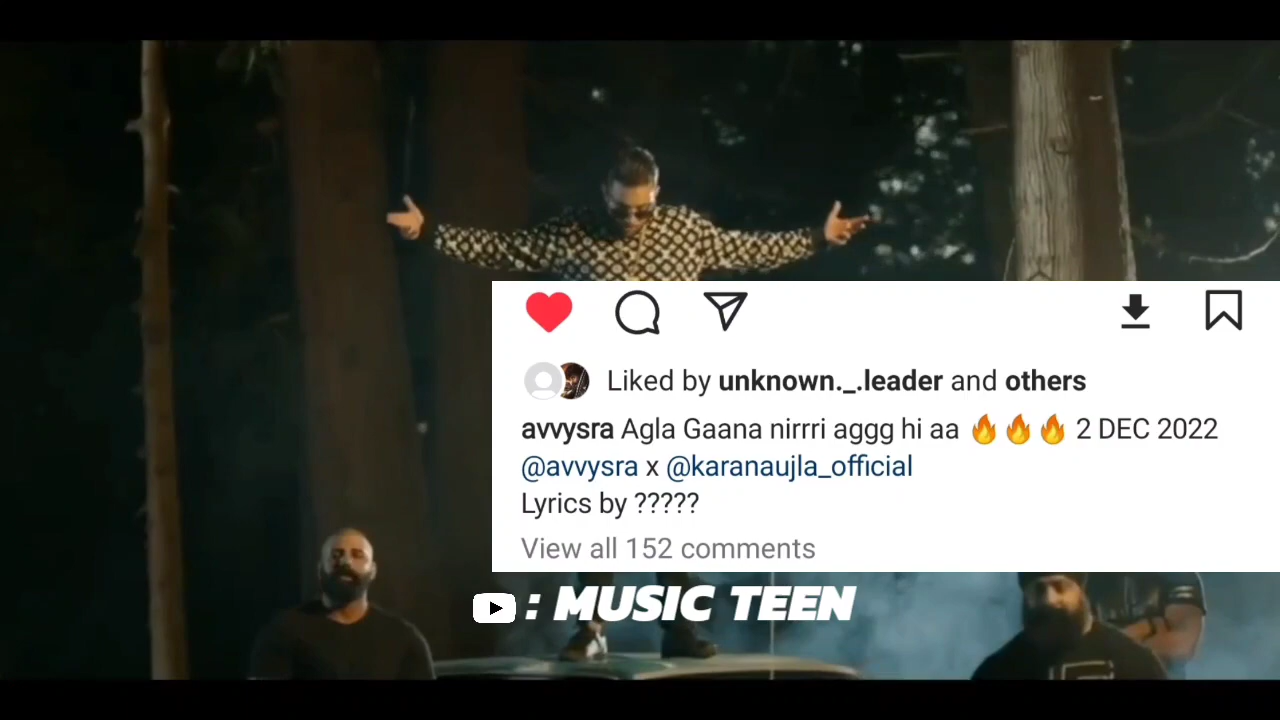 Liked by unknown._.leader and others
avvysra Agla Gaana nirrri aggg hi aa 🔥🔥🔥 2 DEC 2022
@avvysra x @karanaujla_official
Lyrics by ?????
View all 152 comments
: MUSIC TEEN